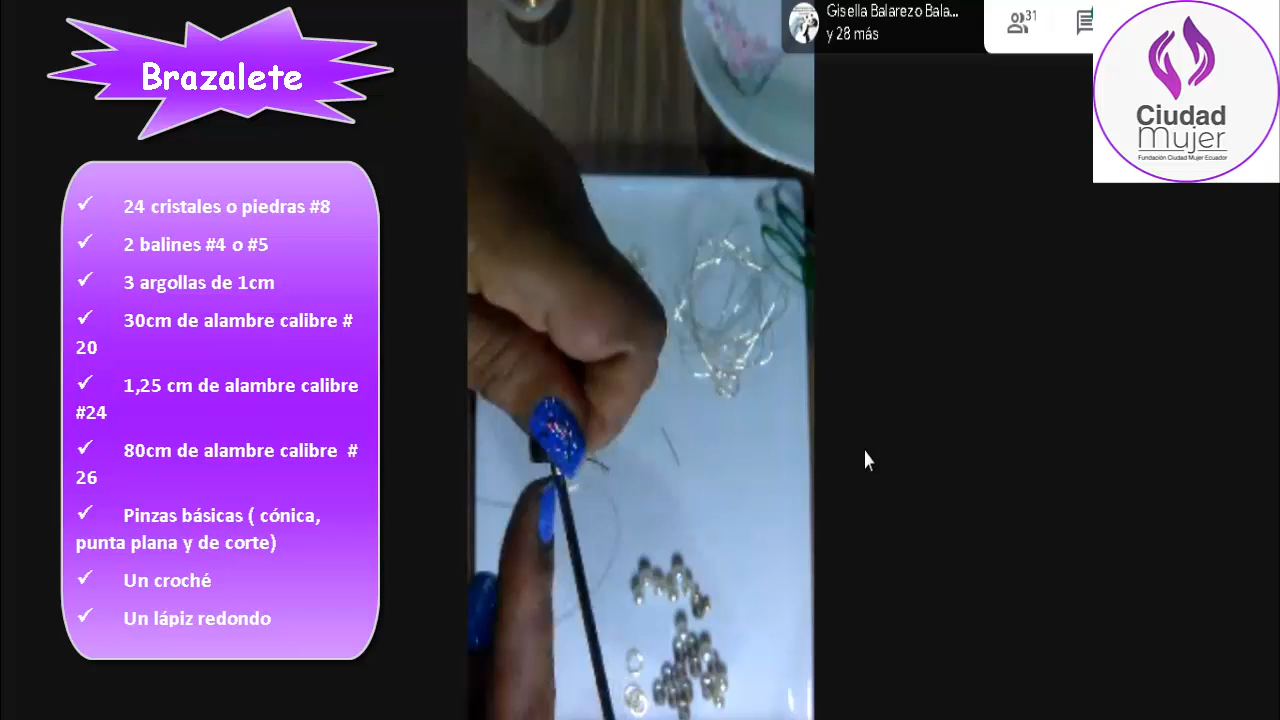 Brazalete
24 cristales o piedras #8
2 balines #4 o #5
3 argollas de 1cm
30cm de alambre calibre #
20
1,25 cm de alambre calibre
#24
80cm de alambre calibre #
26
Pinzas básicas ( cónica,
punta plana y de corte)
Un croché
Un lápiz redondo
Gisella Balarezo Bala...
y 28 más
31
Ciudad
Mujer
Fundación Ciudad Mujer Ecuador